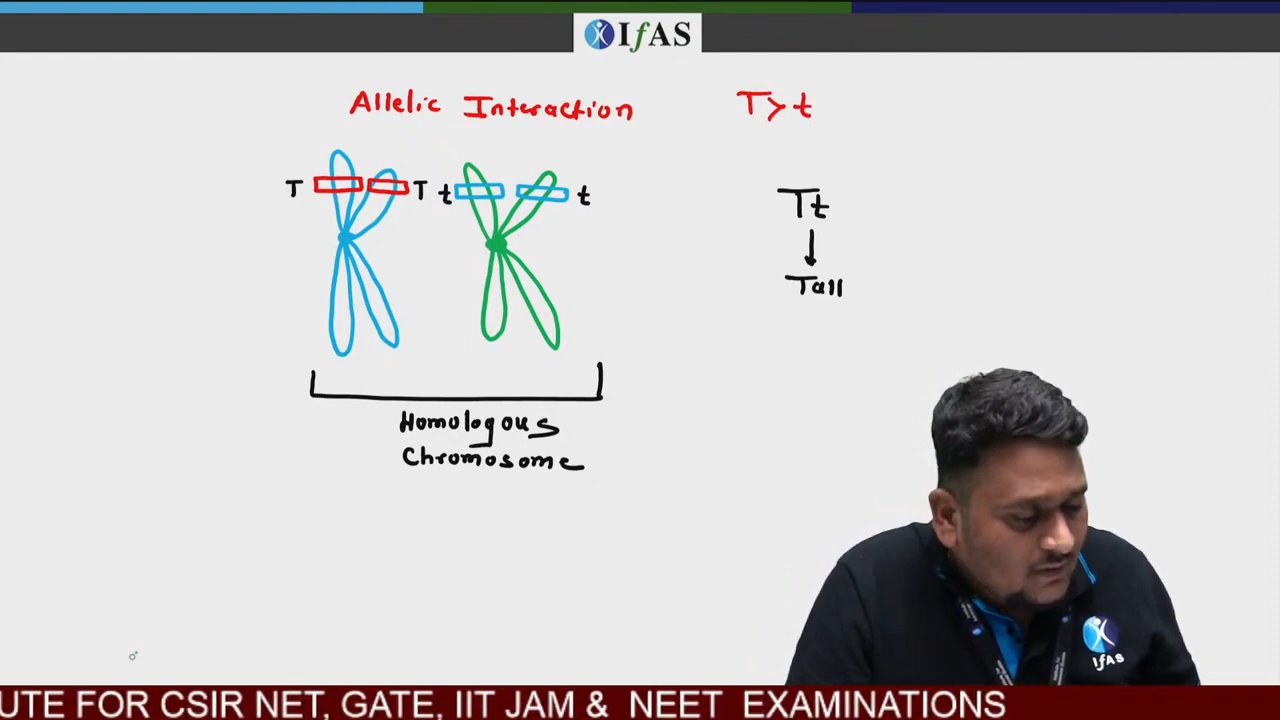 IfAS
Allelic Interaction
T > t
T
T
t
t
Tt
Tall
Homologous
Chromosome
IfAS
UTE FOR CSIR NET, GATE, IIT JAM & NEET EXAMINATIONS